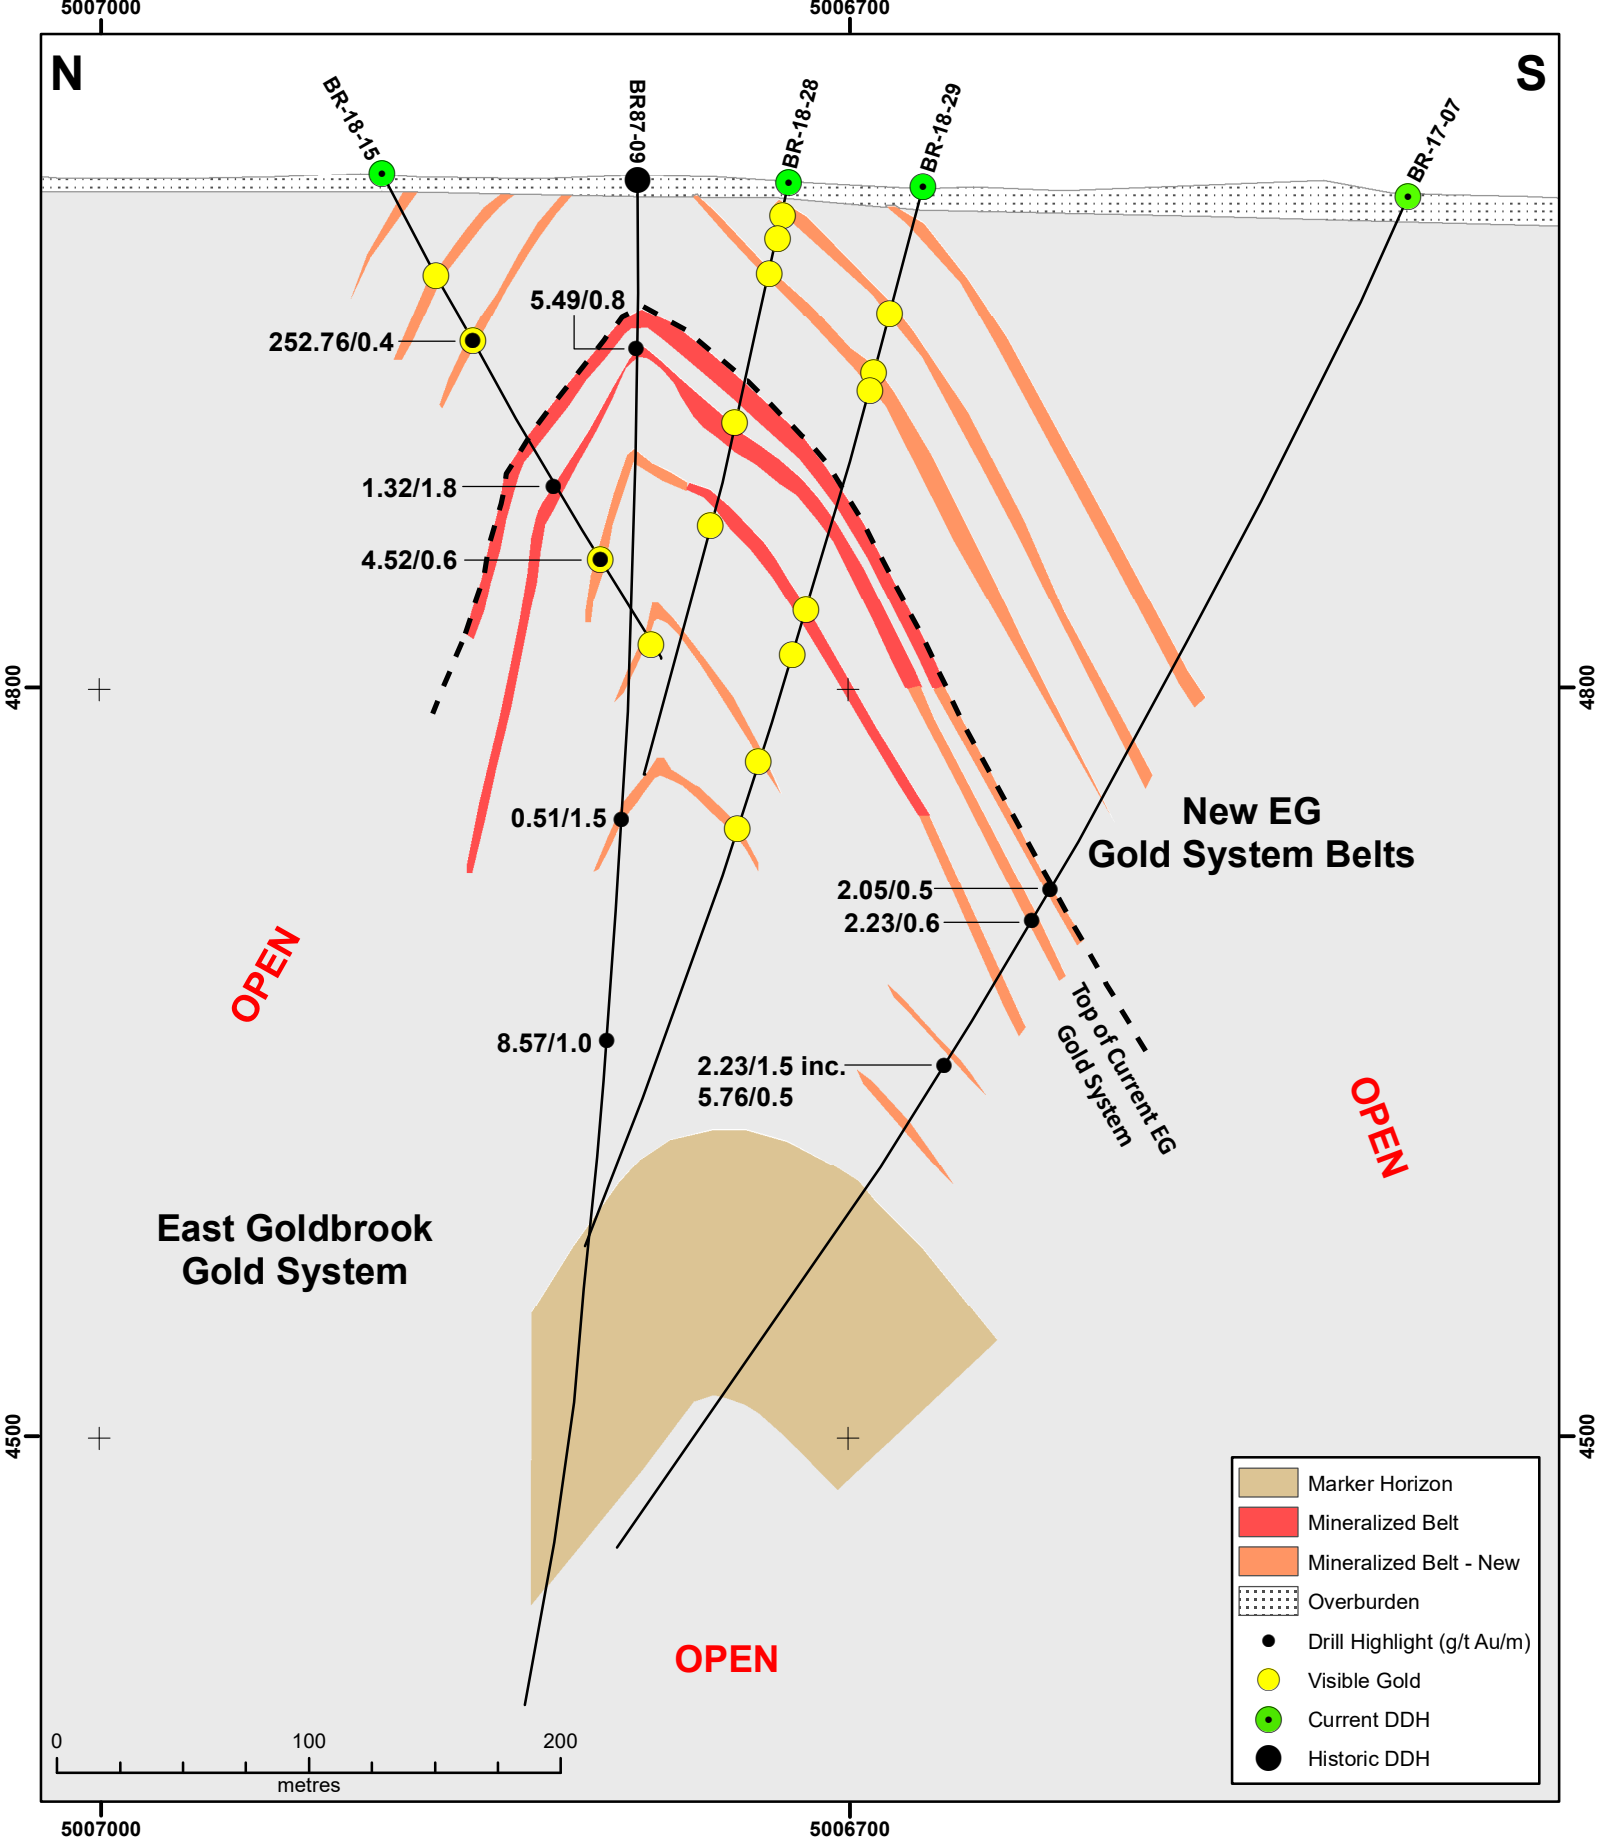 5007000
5006700
N
S
BR-18-15
BR87-09
BR-18-28
BR-18-29
BR-17-07
5.49/0.8
252.76/0.4
1.32/1.8
4.52/0.6
4800
4800
0.51/1.5
New EG
Gold System Belts
2.05/0.5
2.23/0.6
OPEN
8.57/1.0
2.23/1.5 inc.
5.76/0.5
Top of Current EG
Gold System
OPEN
East Goldbrook
Gold System
4500
4500
Marker Horizon
Mineralized Belt
Mineralized Belt - New
Overburden
Drill Highlight (g/t Au/m)
Visible Gold
Current DDH
Historic DDH
OPEN
0 100 200
metres
5007000
5006700